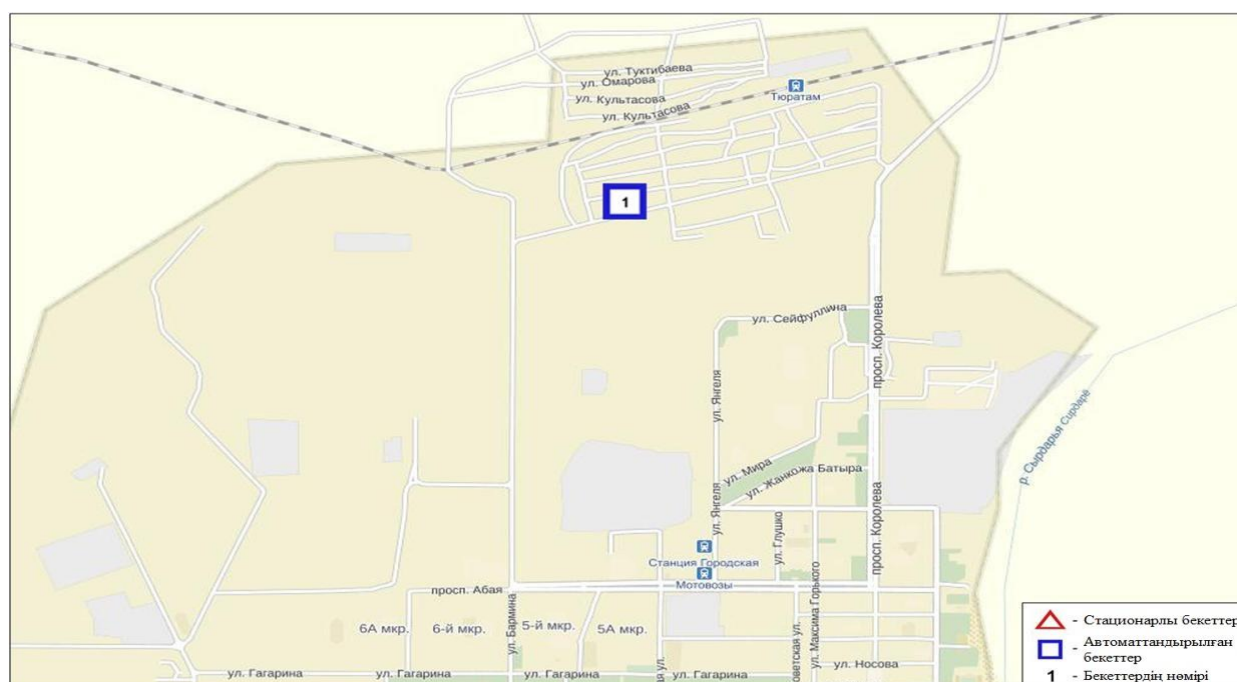 ул. Туктибаева
ул. Омарова
ул. Культасова
ул. Культасова
Тюратам
1
ул. Сейфуллина
просп. Королева
ул. Янгеля
р. Сырдарья Сирдарё
ул. Мира
ул. Жанкожа Батыра
ул. Янгеля
ул. Глушко
просп. Королева
Станция Городская
Мотовозы
просп. Абая
ул. Бармина
ул. Максима Горького
6А мкр.
6-й мкр.
5-й мкр.
5А мкр.
ул. Носова
ул. Гагарина
ул. Гагарина
ул. Гагарина
ул. Гагарина
- Стационарлы бекеттер
- Автоматтандырылған
бекеттер
1 - Бекеттердің нөмірі